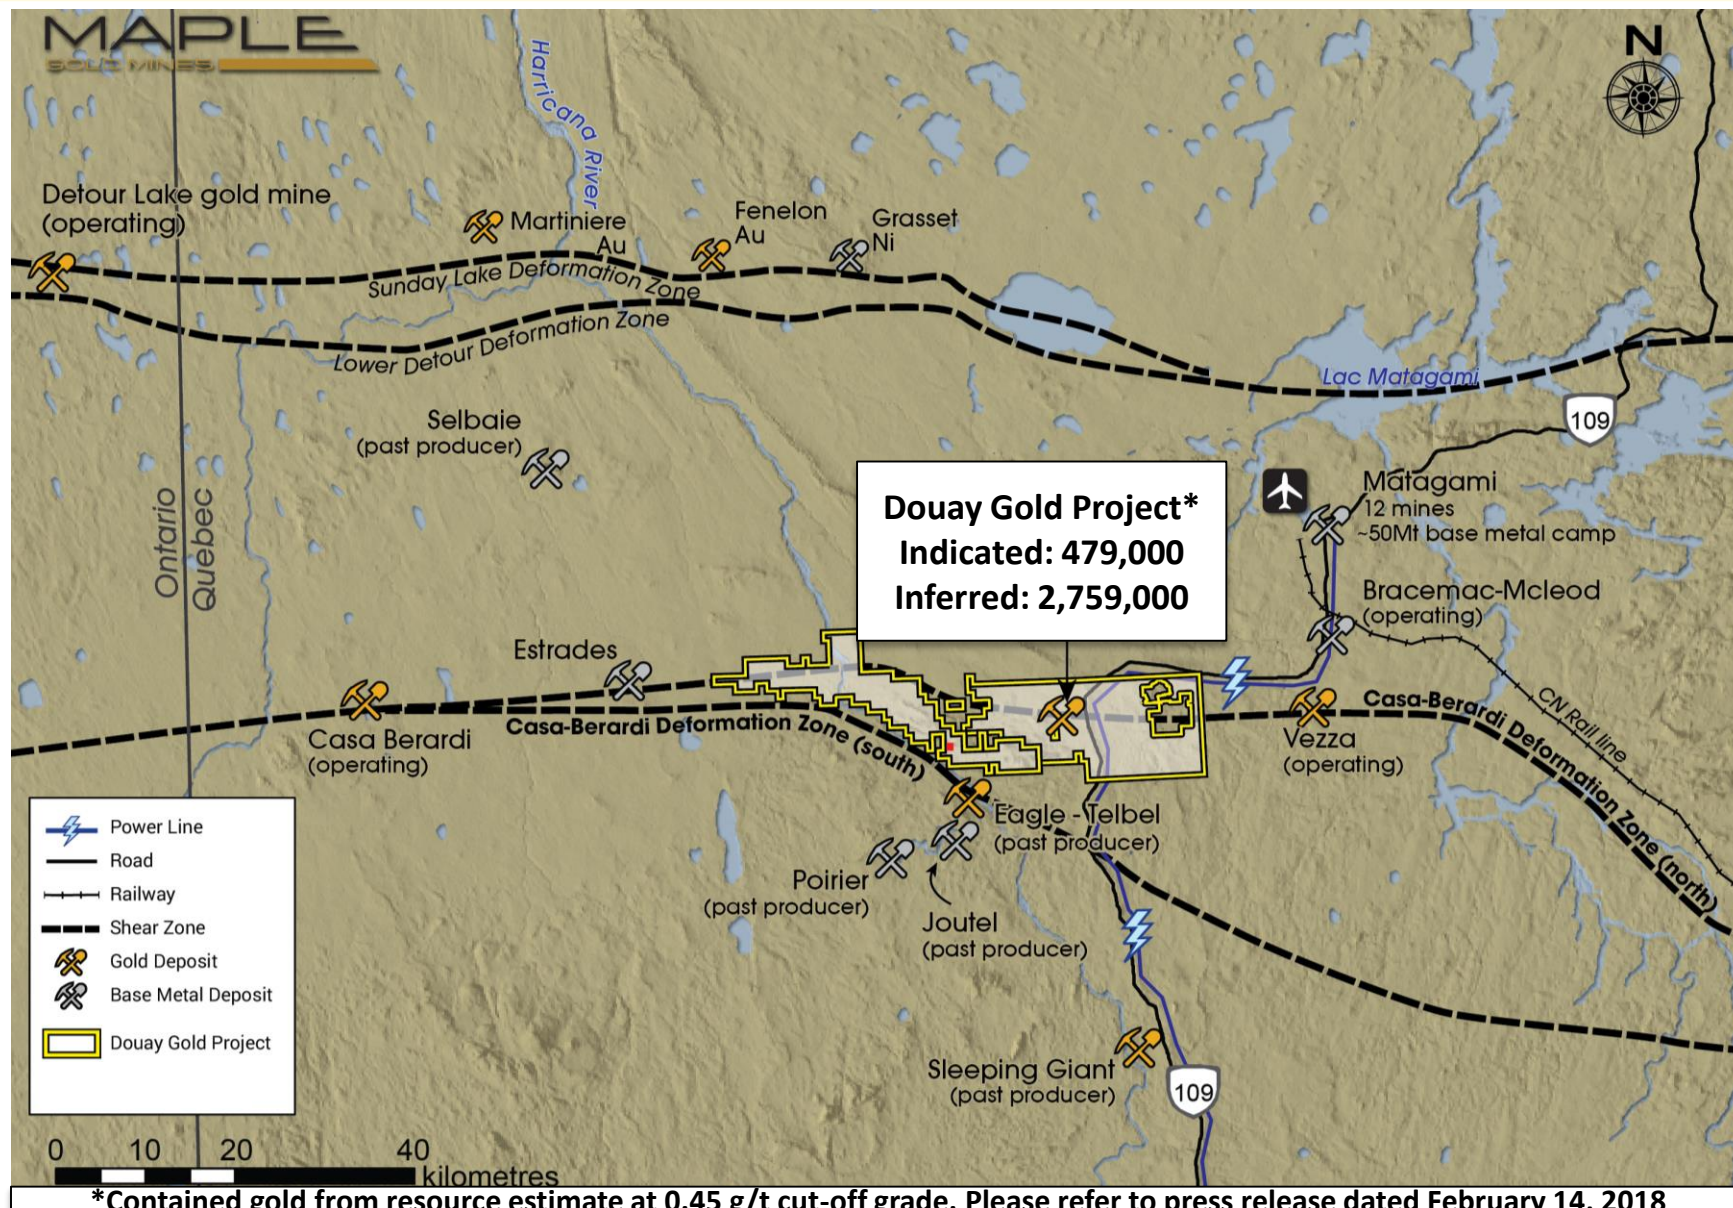 MAPLE
GOLD MINES
N
Harricana River
Detour Lake gold mine
(operating)
Martiniere
Au
Fenelon
Au
Grasset
Ni
Sunday Lake Deformation Zone
Lower Detour Deformation Zone
Lac Matagami
109
Selbaie
(past producer)
Ontario
Quebec
Douay Gold Project*
Indicated: 479,000
Inferred: 2,759,000
Matagami
12 mines
~50Mt base metal camp
Bracemac-Mcleod
(operating)
Estrades
Casa Berardi
(operating)
Casa-Berardi Deformation Zone (south)
Vezza
(operating)
Casa-Berardi Deformation Zone (north)
CN Rail line
Eagle - Telbel
(past producer)
Poirier
(past producer)
Joutel
(past producer)
Sleeping Giant
(past producer)
109
Power Line
Road
Railway
Shear Zone
Gold Deposit
Base Metal Deposit
Douay Gold Project
0 10 20 40
kilometres
*Contained gold from resource estimate at 0.45 g/t cut-off grade. Please refer to press release dated February 14, 2018